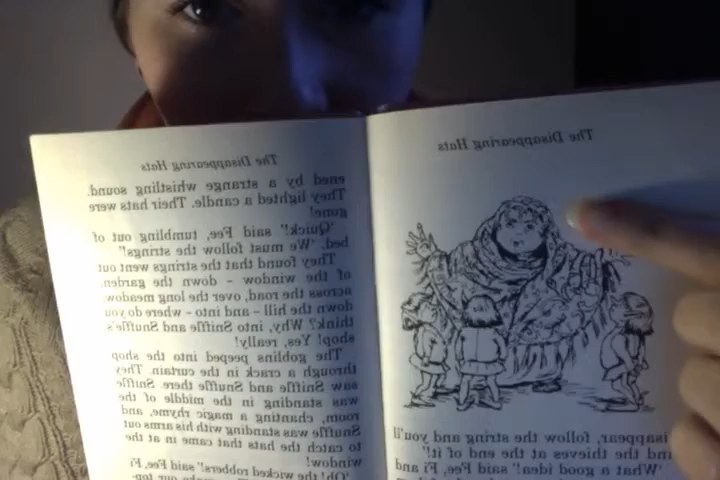 The Disappearing Hats
ened by a strange whistling sound.
They lighted a candle. Their hats were
gone!
'Quick!' said Fee, tumbling out of
bed. 'We must follow the strings!'
They found that the strings went out
of the window – down the garden,
across the road, over the long meadow,
down the hill – and into – where do you
think? Why, into Sniffle and Snuffle's
shop! Yes, really!
The goblins peeped into the shop
through a crack in the curtain. They
saw Sniffle and Snuffle there. Sniffle
was standing in the middle of the
room, chanting a magic rhyme, and
Snuffle was standing with his arms out
to catch the hats that came in at the
window!
'Oh! the wicked robbers!' said Fee, Fi
make our top-
The Disappearing Hats
disappear, follow the string and you'll
find the thieves at the end of it!'
'What a good idea!' said Fee, Fi and